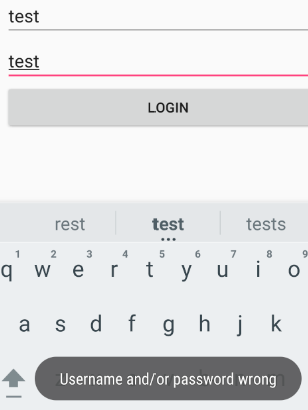 test
test
LOGIN
rest test tests
1 2 3 4 5 6 7 8 9
q w e r t y u i o
a s d f g h j k
Username and/or password wrong